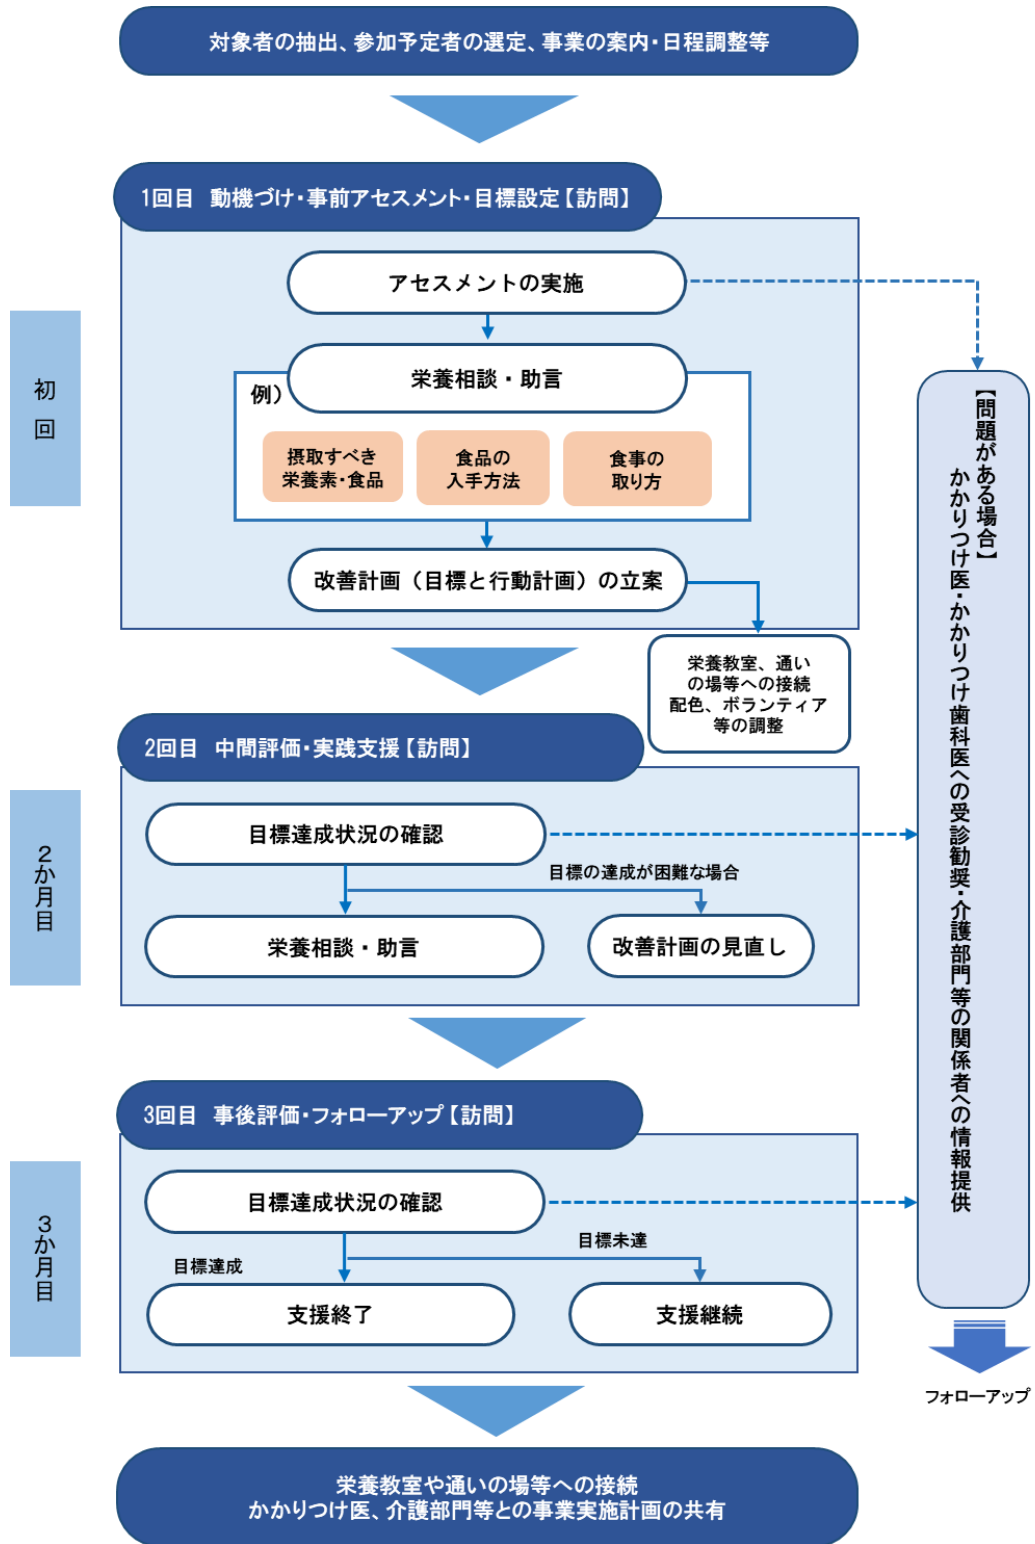 対象者の抽出、参加予定者の選定、事業の案内・日程調整等
1回目 動機づけ・事前アセスメント・目標設定【訪問】
初
回
アセスメントの実施
栄養相談・助言
例）
摂取すべき
栄養素・食品
食品の
入手方法
食事の
取り方
改善計画（目標と行動計画）の立案
栄養教室、通い
の場等への接続
配色、ボランティア
等の調整
2回目 中間評価・実践支援【訪問】
２か月目
目標達成状況の確認
目標の達成が困難な場合
栄養相談・助言
改善計画の見直し
3回目 事後評価・フォローアップ【訪問】
３か月目
目標達成状況の確認
目標未達
目標達成
支援終了
支援継続
【問題がある場合】
かかりつけ医・かかりつけ歯科医への受診勧奨・介護部門等の関係者への情報提供
フォローアップ
栄養教室や通いの場等への接続
かかりつけ医、介護部門等との事業実施計画の共有